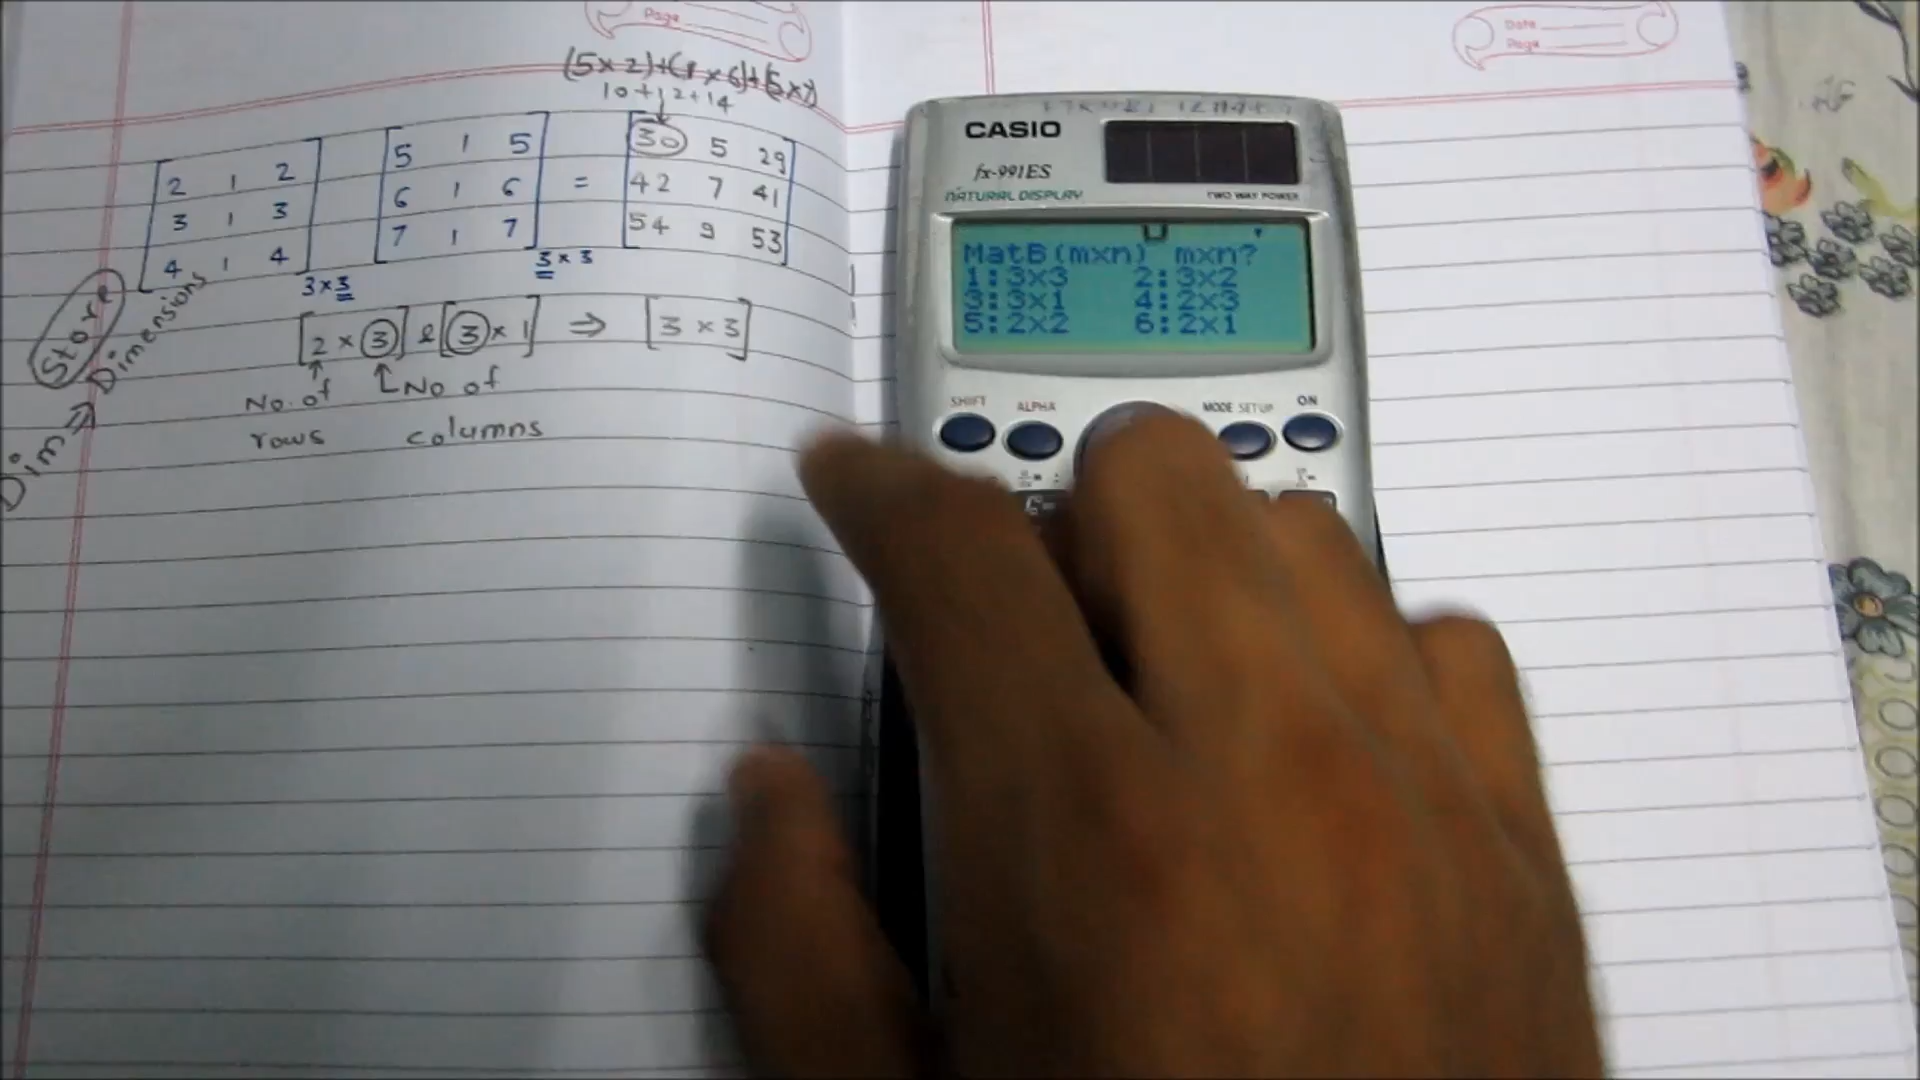 Page
Date
Page
(5×2)+(1×6)+(5×7)
10+12+14
2 1 2
3 1 3
4 1 4
3×3
5 1 5
6 1 6
7 1 7
3×3
=
30 5 29
42 7 41
54 9 53
[2×3] & [3×1] ⇒ [3×3]
No. of rows
No of columns
Store
Dim ⇒ Dimensions
CASIO
fx-991ES
NATURAL DISPLAY
TWO WAY POWER
MatB(m×n) m×n?
1:3×3 2:3×2
3:3×1 4:2×3
5:2×2 6:2×1
SHIFT ALPHA MODE SETUP ON